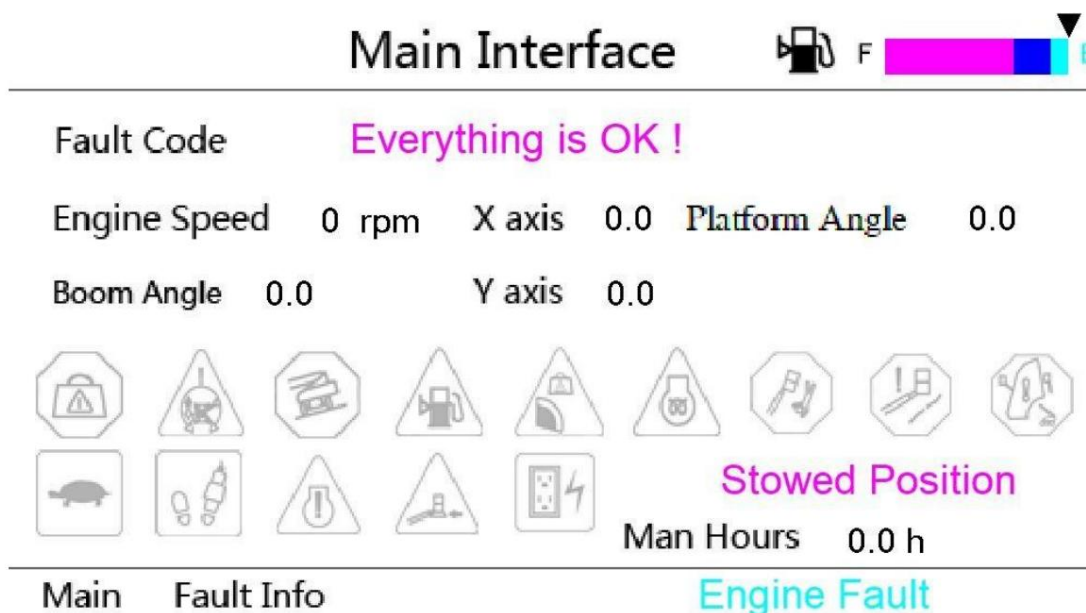 Main Interface F E
Fault Code Everything is OK !
Engine Speed 0 rpm X axis 0.0 Platform Angle 0.0
Boom Angle 0.0 Y axis 0.0
Stowed Position
Man Hours 0.0 h
Main Fault Info Engine Fault